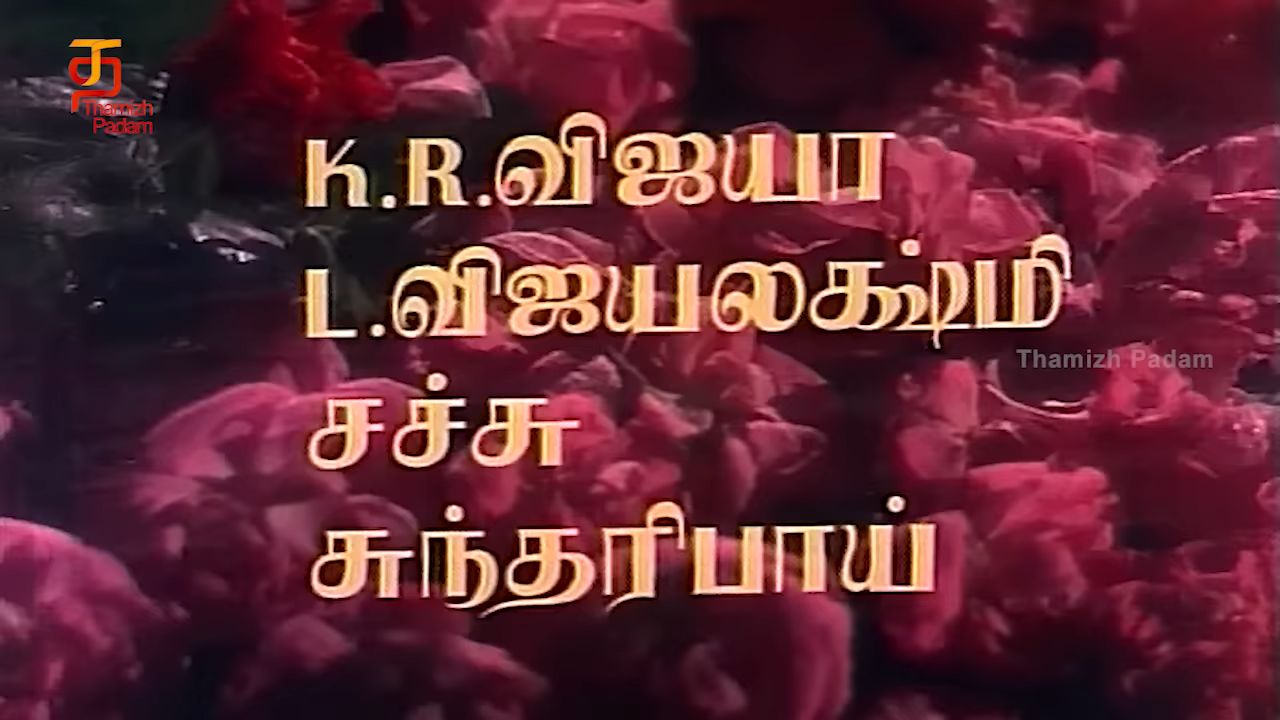 த
Thamizh
Padam
K.R.விஜயா
L.விஜயலக்ஷ்மி
Thamizh Padam
சச்சு
சுந்தரிபாய்